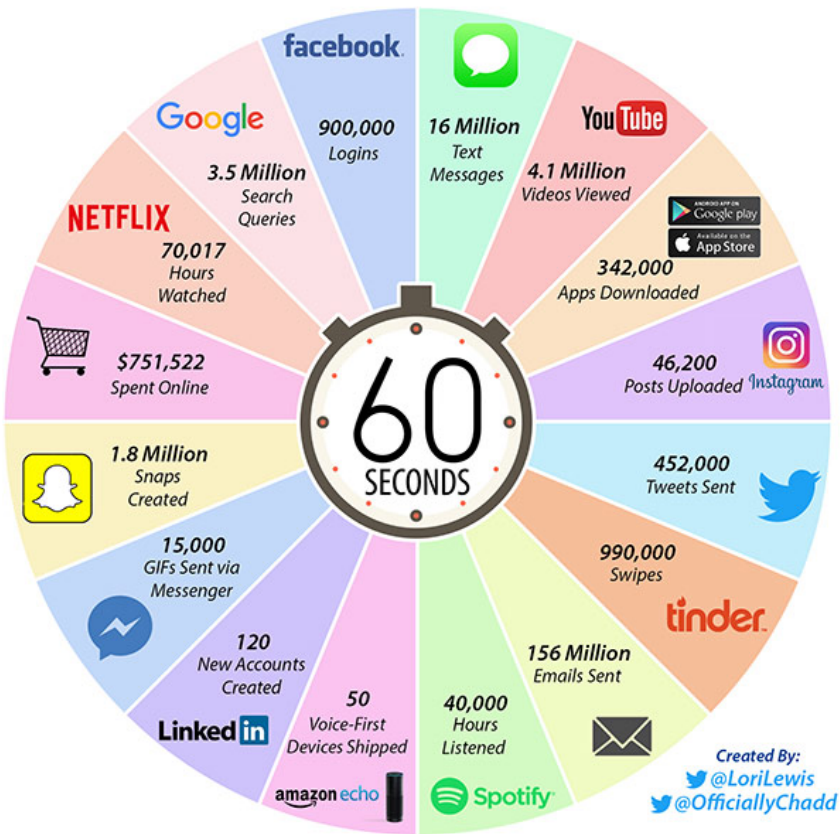 facebook
900,000
Logins
16 Million
Text
Messages
YouTube
4.1 Million
Videos Viewed
ANDROID APP ON
Google play
Available on the
App Store
342,000
Apps Downloaded
46,200
Posts Uploaded
Instagram
452,000
Tweets Sent
990,000
Swipes
tinder
156 Million
Emails Sent
40,000
Hours
Listened
Spotify
50
Voice-First
Devices Shipped
amazon echo
120
New Accounts
Created
Linked in
15,000
GIFs Sent via
Messenger
1.8 Million
Snaps
Created
$751,522
Spent Online
NETFLIX
70,017
Hours
Watched
Google
3.5 Million
Search
Queries
60
SECONDS
Created By:
@LoriLewis
@OfficiallyChadd